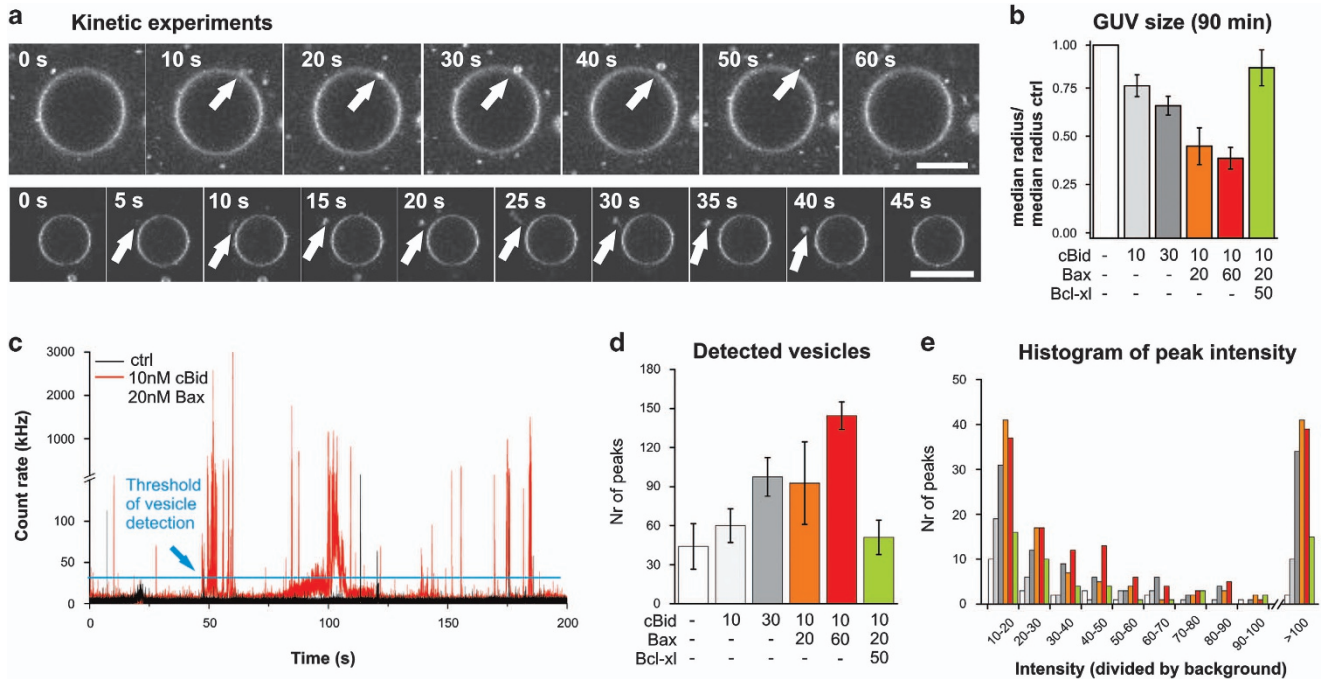 a Kinetic experiments
0 s 10 s 20 s 30 s 40 s 50 s 60 s
0 s 5 s 10 s 15 s 20 s 25 s 30 s 35 s 40 s 45 s
b GUV size (90 min)
median radius/
median radius ctrl
1.00
0.75
0.50
0.25
0.00
cBid - 10 30 10 10 10
Bax - - - 20 60 20
Bcl-xl - - - - - 50
c
ctrl
10nM cBid
20nM Bax
Threshold
of vesicle
detection
Count rate (kHz)
3000
2000
1000
100
50
0
0 50 100 150 200
Time (s)
d Detected vesicles
Nr of peaks
180
150
120
90
60
30
0
cBid - 10 30 10 10 10
Bax - - - 20 60 20
Bcl-xl - - - - - 50
e Histogram of peak intensity
Nr of peaks
50
40
30
20
10
0
10-20 20-30 30-40 40-50 50-60 60-70 70-80 80-90 90-100 >100
Intensity (divided by background)